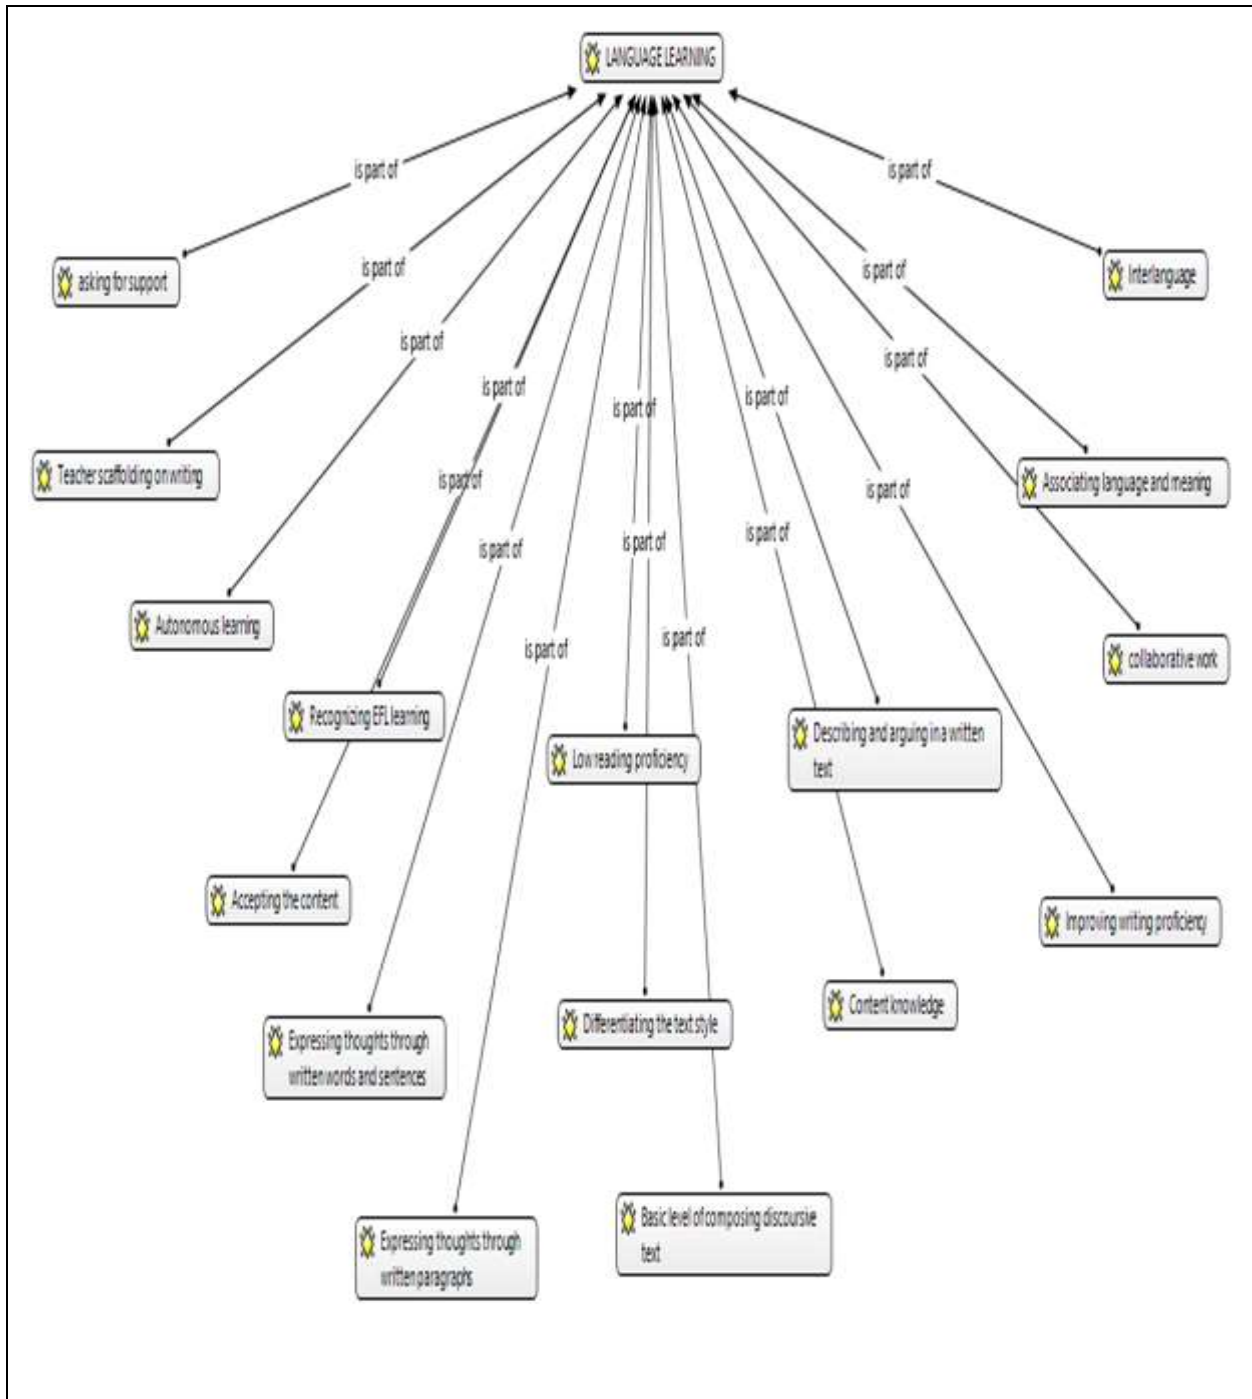 LANGUAGE LEARNING
is part of
is part of
asking for support
Interlanguage
is part of
is part of
is part of
is part of
is part of
is part of
is part of
Teacher scaffolding on writing
is part of
Associating language and meaning
is part of
is part of
is part of
is part of
Autonomous learning
is part of
is part of
collaborative work
Recognizing EFL learning
Low reading proficiency
Describing and arguing in a written
text
Accepting the content
Improving writing proficiency
Content knowledge
Differentiating the text style
Expressing thoughts through
written words and sentences
Basic level of composing discoursive
text
Expressing thoughts through
written paragraphs